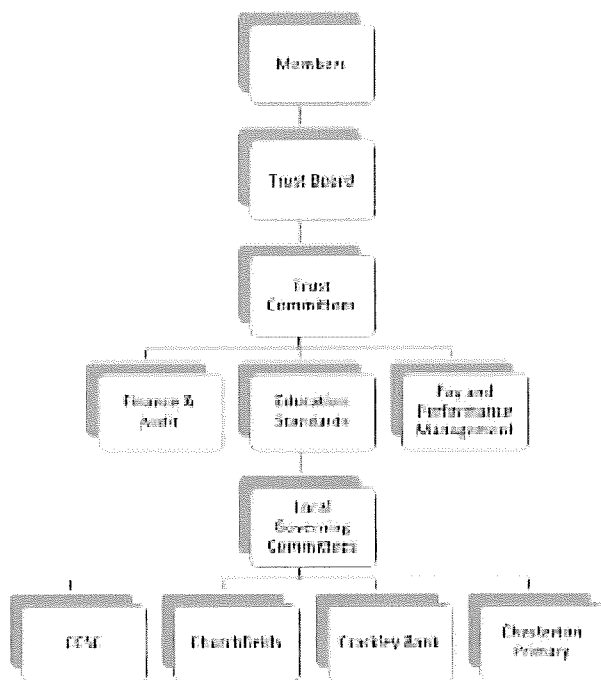 Members
Trust Board
Trust
Committees
Finance &
Audit
Education
Standards
Pay and
Performance
Management
Local
Governing
Committees
Churchfields
Crackley Bank
Chesterton
Primary